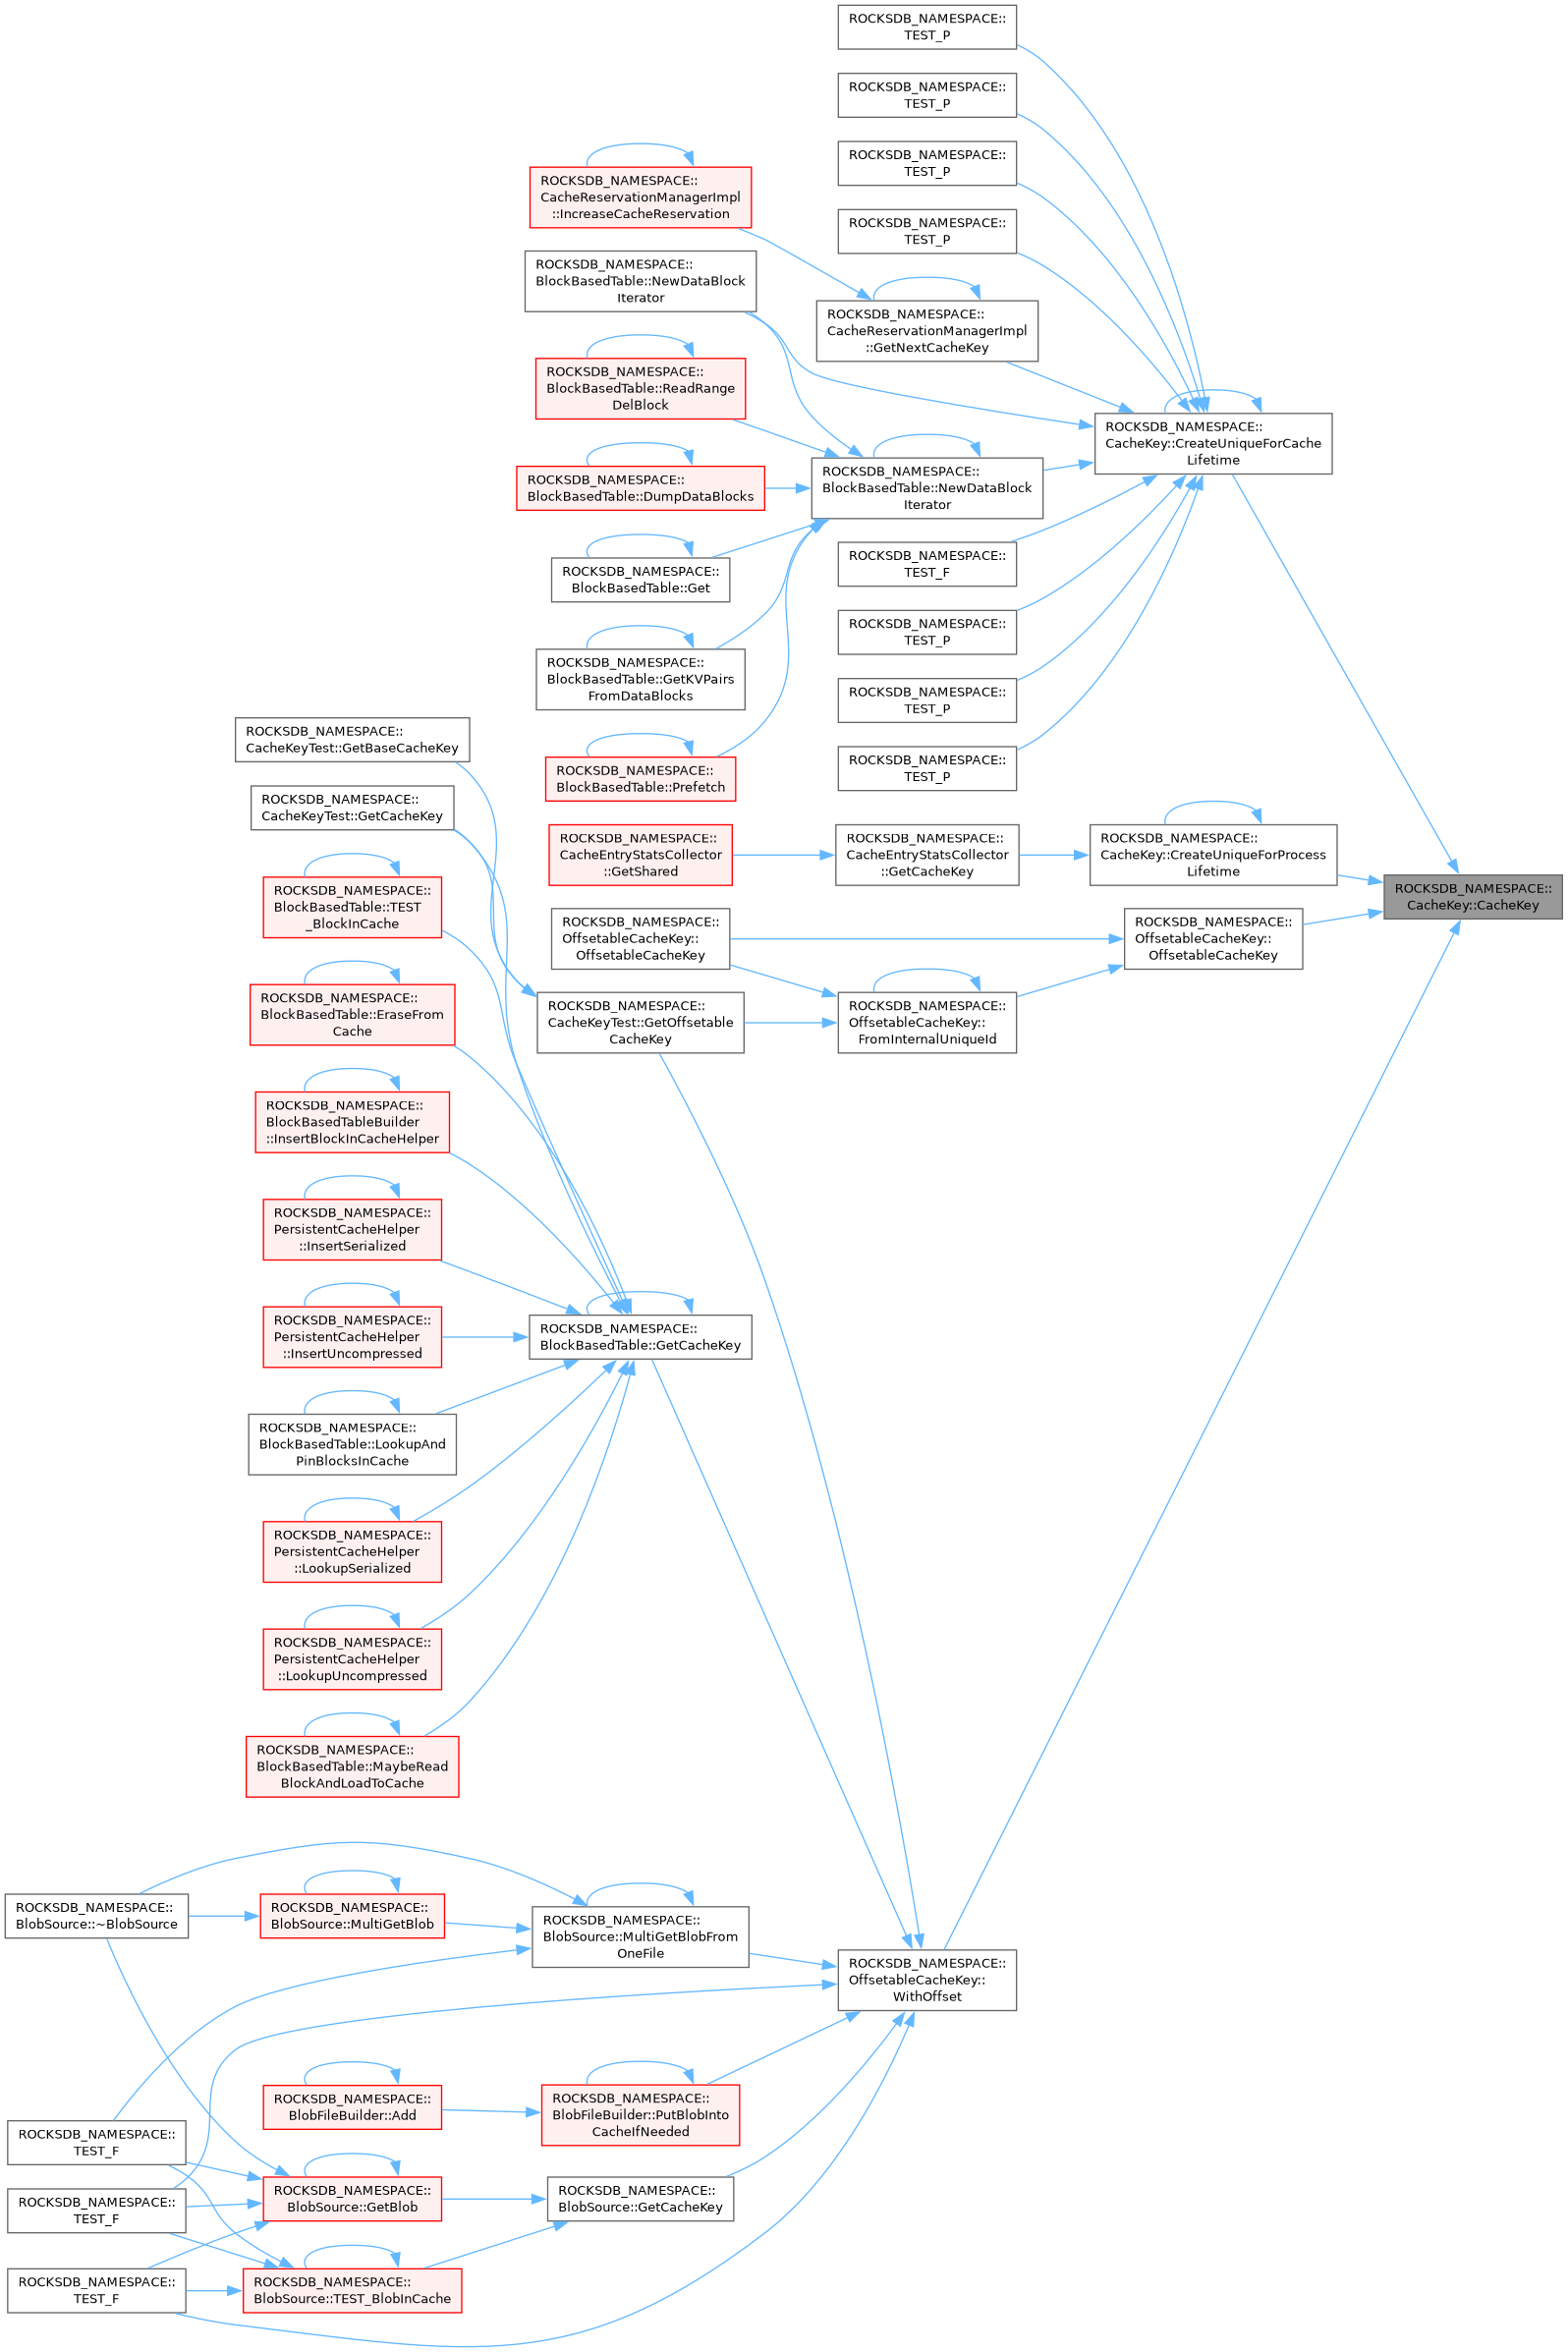 ROCKSDB_NAMESPACE::
TEST_P
ROCKSDB_NAMESPACE::
TEST_P
ROCKSDB_NAMESPACE::
TEST_P
ROCKSDB_NAMESPACE::
TEST_P
ROCKSDB_NAMESPACE::
CacheReservationManagerImpl
::IncreaseCacheReservation
ROCKSDB_NAMESPACE::
BlockBasedTable::NewDataBlock
Iterator
ROCKSDB_NAMESPACE::
CacheReservationManagerImpl
::GetNextCacheKey
ROCKSDB_NAMESPACE::
BlockBasedTable::ReadRange
DelBlock
ROCKSDB_NAMESPACE::
CacheKey::CreateUniqueForCache
Lifetime
ROCKSDB_NAMESPACE::
BlockBasedTable::DumpDataBlocks
ROCKSDB_NAMESPACE::
BlockBasedTable::NewDataBlock
Iterator
ROCKSDB_NAMESPACE::
BlockBasedTable::Get
ROCKSDB_NAMESPACE::
TEST_F
ROCKSDB_NAMESPACE::
TEST_P
ROCKSDB_NAMESPACE::
BlockBasedTable::GetKVPairs
FromDataBlocks
ROCKSDB_NAMESPACE::
TEST_P
ROCKSDB_NAMESPACE::
CacheKeyTest::GetBaseCacheKey
ROCKSDB_NAMESPACE::
BlockBasedTable::Prefetch
ROCKSDB_NAMESPACE::
TEST_P
ROCKSDB_NAMESPACE::
CacheKeyTest::GetCacheKey
ROCKSDB_NAMESPACE::
CacheEntryStatsCollector
::GetShared
ROCKSDB_NAMESPACE::
CacheEntryStatsCollector
::GetCacheKey
ROCKSDB_NAMESPACE::
CacheKey::CreateUniqueForProcess
Lifetime
ROCKSDB_NAMESPACE::
CacheKey::CacheKey
ROCKSDB_NAMESPACE::
BlockBasedTable::TEST
_BlockInCache
ROCKSDB_NAMESPACE::
OffsetableCacheKey::
OffsetableCacheKey
ROCKSDB_NAMESPACE::
OffsetableCacheKey::
OffsetableCacheKey
ROCKSDB_NAMESPACE::
BlockBasedTable::EraseFrom
Cache
ROCKSDB_NAMESPACE::
CacheKeyTest::GetOffsetable
CacheKey
ROCKSDB_NAMESPACE::
OffsetableCacheKey::
FromInternalUniqueId
ROCKSDB_NAMESPACE::
BlockBasedTableBuilder
::InsertBlockInCacheHelper
ROCKSDB_NAMESPACE::
PersistentCacheHelper
::InsertSerialized
ROCKSDB_NAMESPACE::
PersistentCacheHelper
::InsertUncompressed
ROCKSDB_NAMESPACE::
BlockBasedTable::GetCacheKey
ROCKSDB_NAMESPACE::
BlockBasedTable::LookupAnd
PinBlocksInCache
ROCKSDB_NAMESPACE::
PersistentCacheHelper
::LookupSerialized
ROCKSDB_NAMESPACE::
PersistentCacheHelper
::LookupUncompressed
ROCKSDB_NAMESPACE::
BlockBasedTable::MaybeRead
BlockAndLoadToCache
ROCKSDB_NAMESPACE::
BlobSource::~BlobSource
ROCKSDB_NAMESPACE::
BlobSource::MultiGetBlob
ROCKSDB_NAMESPACE::
BlobSource::MultiGetBlobFrom
OneFile
ROCKSDB_NAMESPACE::
OffsetableCacheKey::
WithOffset
ROCKSDB_NAMESPACE::
BlobFileBuilder::Add
ROCKSDB_NAMESPACE::
BlobFileBuilder::PutBlobInto
CacheIfNeeded
ROCKSDB_NAMESPACE::
TEST_F
ROCKSDB_NAMESPACE::
TEST_F
ROCKSDB_NAMESPACE::
BlobSource::GetBlob
ROCKSDB_NAMESPACE::
BlobSource::GetCacheKey
ROCKSDB_NAMESPACE::
TEST_F
ROCKSDB_NAMESPACE::
BlobSource::TEST_BlobInCache